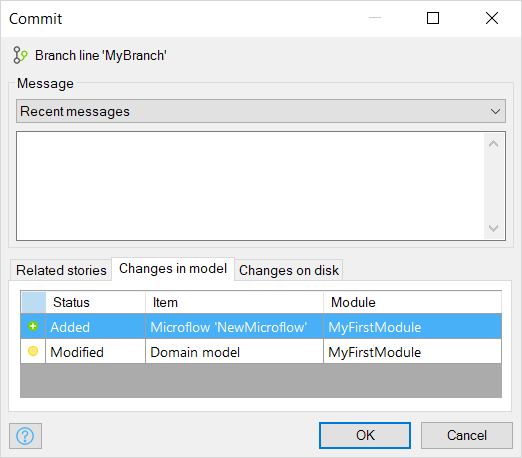 Commit
Branch line 'MyBranch'
Message
Recent messages
Related stories Changes in model Changes on disk
Status Item Module
Added Microflow 'NewMicroflow' MyFirstModule
Modified Domain model MyFirstModule
? OK Cancel